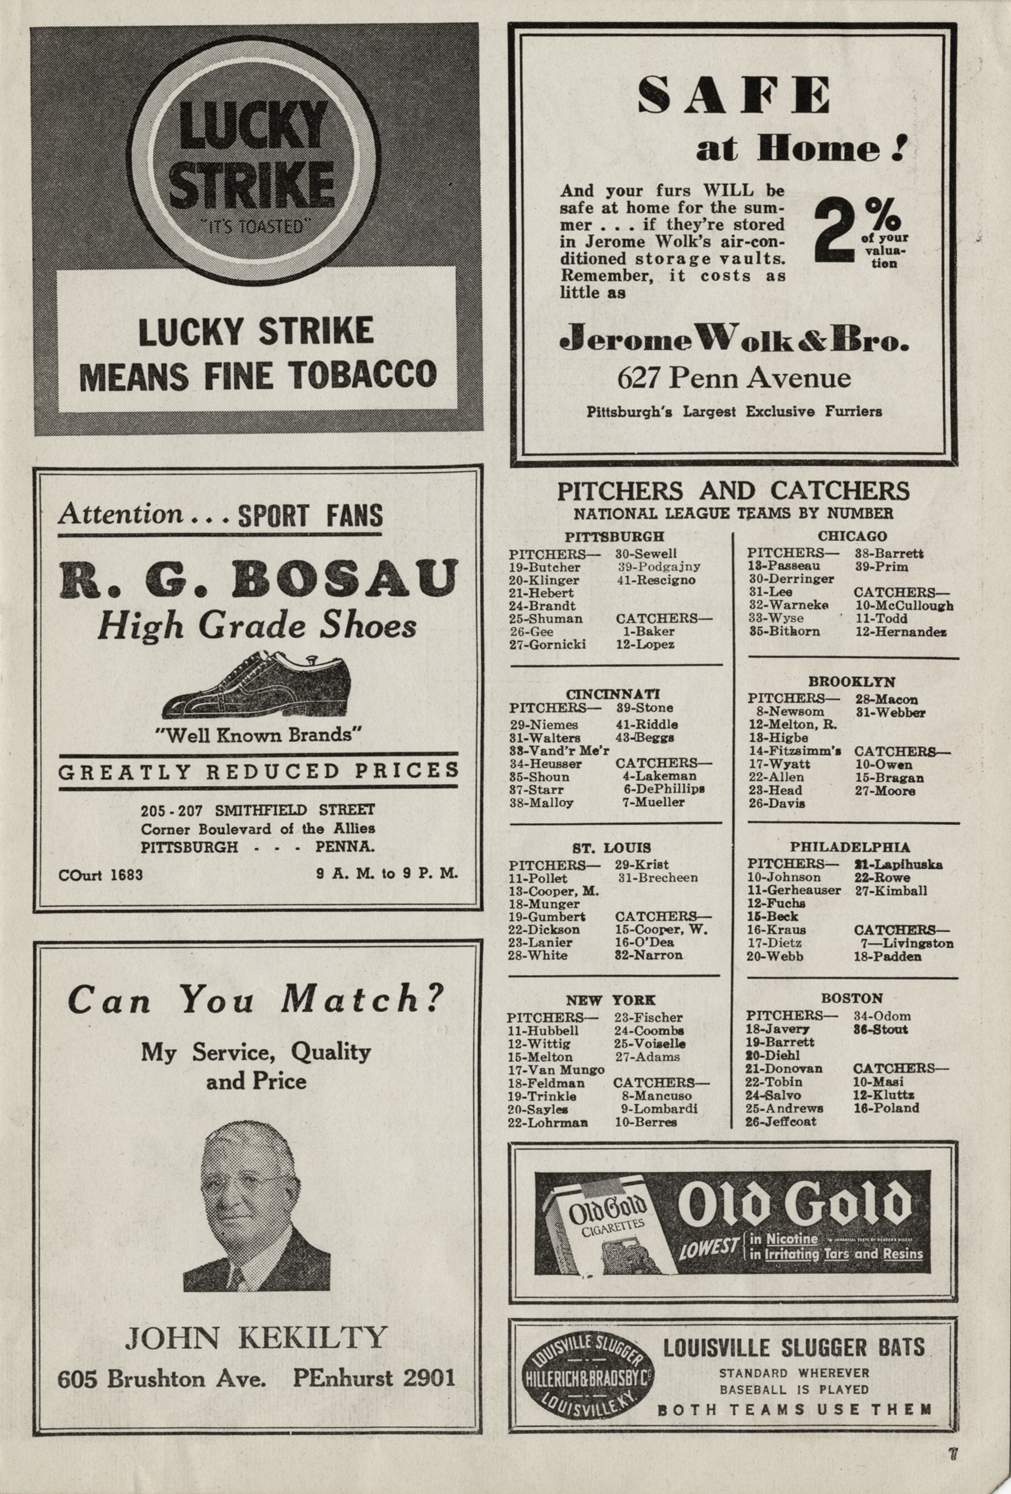 LUCKY
STRIKE
"IT'S TOASTED"
LUCKY STRIKE
MEANS FINE TOBACCO
Attention... SPORT FANS
R. G. BOSAU
High Grade Shoes
"Well Known Brands"
GREATLY REDUCED PRICES
205-207 SMITHFIELD STREET
Corner Boulevard of the Allies
PITTSBURGH - - - PENNA.
COurt 1683 9 A. M. to 9 P. M.
Can You Match?
My Service, Quality
and Price
JOHN KEKILTY
605 Brushton Ave. PEnhurst 2901
SAFE
at Home!
And your furs WILL be
safe at home for the sum-
mer . . . if they're stored
in Jerome Wolk's air-con-
ditioned storage vaults.
Remember, it costs as
little as
2%
of your
valua-
tion
Jerome Wolk & Bro.
627 Penn Avenue
Pittsburgh's Largest Exclusive Furriers
PITCHERS AND CATCHERS
NATIONAL LEAGUE TEAMS BY NUMBER
PITTSBURGH
PITCHERS—
19-Butcher
20-Klinger
21-Hebert
24-Brandt
25-Shuman
26-Gee
27-Gornicki
30-Sewell
39-Podgajny
41-Rescigno
CATCHERS—
1-Baker
12-Lopez
CINCINNATI
PITCHERS—
29-Niemes
31-Walters
33-Vand'r Me'r
34-Heusser
35-Shoun
37-Starr
38-Malloy
39-Stone
41-Riddle
43-Beggs
CATCHERS—
4-Lakeman
6-DePhillips
7-Mueller
ST. LOUIS
PITCHERS—
11-Pollet
13-Cooper, M.
18-Munger
19-Gumbert
22-Dickson
23-Lanier
28-White
29-Krist
31-Brecheen
CATCHERS—
15-Cooper, W.
16-O'Dea
32-Narron
NEW YORK
PITCHERS—
11-Hubbell
12-Wittig
15-Melton
17-Van Mungo
18-Feldman
19-Trinkle
20-Sayles
22-Lohrman
23-Fischer
24-Coombs
25-Voiselle
27-Adams
CATCHERS—
8-Mancuso
9-Lombardi
10-Berres
CHICAGO
PITCHERS—
13-Passeau
30-Derringer
31-Lee
32-Warneke
33-Wyse
35-Bithorn
38-Barrett
39-Prim
CATCHERS—
10-McCullough
11-Todd
12-Hernandez
BROOKLYN
PITCHERS—
8-Newsom
12-Melton, R.
13-Higbe
14-Fitzsimm's
17-Wyatt
22-Allen
23-Head
26-Davis
28-Macon
31-Webber
CATCHERS—
10-Owen
15-Bragan
27-Moore
PHILADELPHIA
PITCHERS—
10-Johnson
11-Gerheauser
12-Fuchs
15-Beck
16-Kraus
17-Dietz
20-Webb
21-Lapihuska
22-Rowe
27-Kimball
CATCHERS—
7—Livingston
18-Padden
BOSTON
PITCHERS—
18-Javery
19-Barrett
20-Diehl
21-Donovan
22-Tobin
24-Salvo
25-Andrews
26-Jeffcoat
34-Odom
36-Stout
CATCHERS—
10-Masi
12-Kluttz
16-Poland
Old Gold
CIGARETTES
Old Gold
LOWEST
in Nicotine
in Irritating Tars and Resins
LOUISVILLE SLUGGER
HILLERICH & BRADSBY Co
LOUISVILLE. KY.
LOUISVILLE SLUGGER BATS
STANDARD WHEREVER
BASEBALL IS PLAYED
BOTH TEAMS USE THEM
7